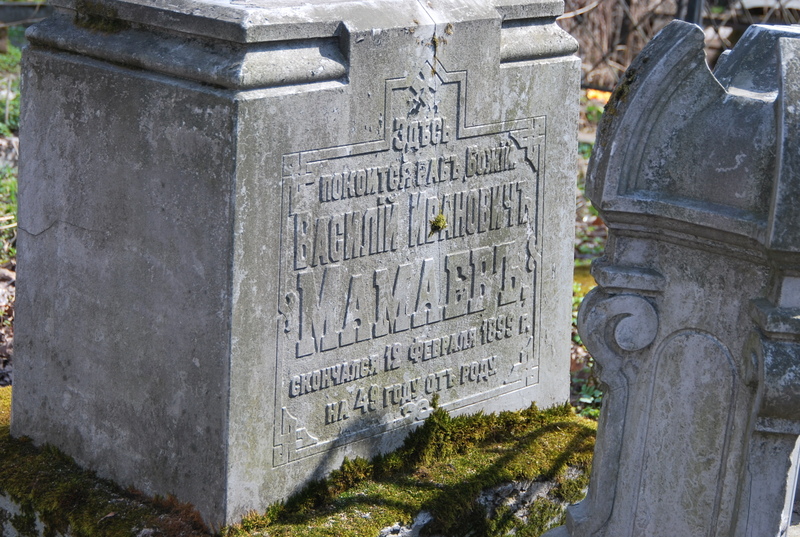 ЗДѢСЬ
ПОКОИТСЯ РАБЪ БОЖІЙ
ВАСИЛІЙ ИВАНОВИЧЪ
МАМАЕВЪ,
СКОНЧАЛСЯ 19 ФЕВРАЛЯ 1899 Г.
НА 49 ГОДУ ОТЪ РОДУ